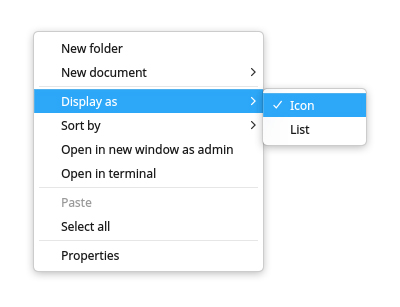 New folder
New document
Display as
Icon
Sort by
List
Open in new window as admin
Open in terminal
Paste
Select all
Properties